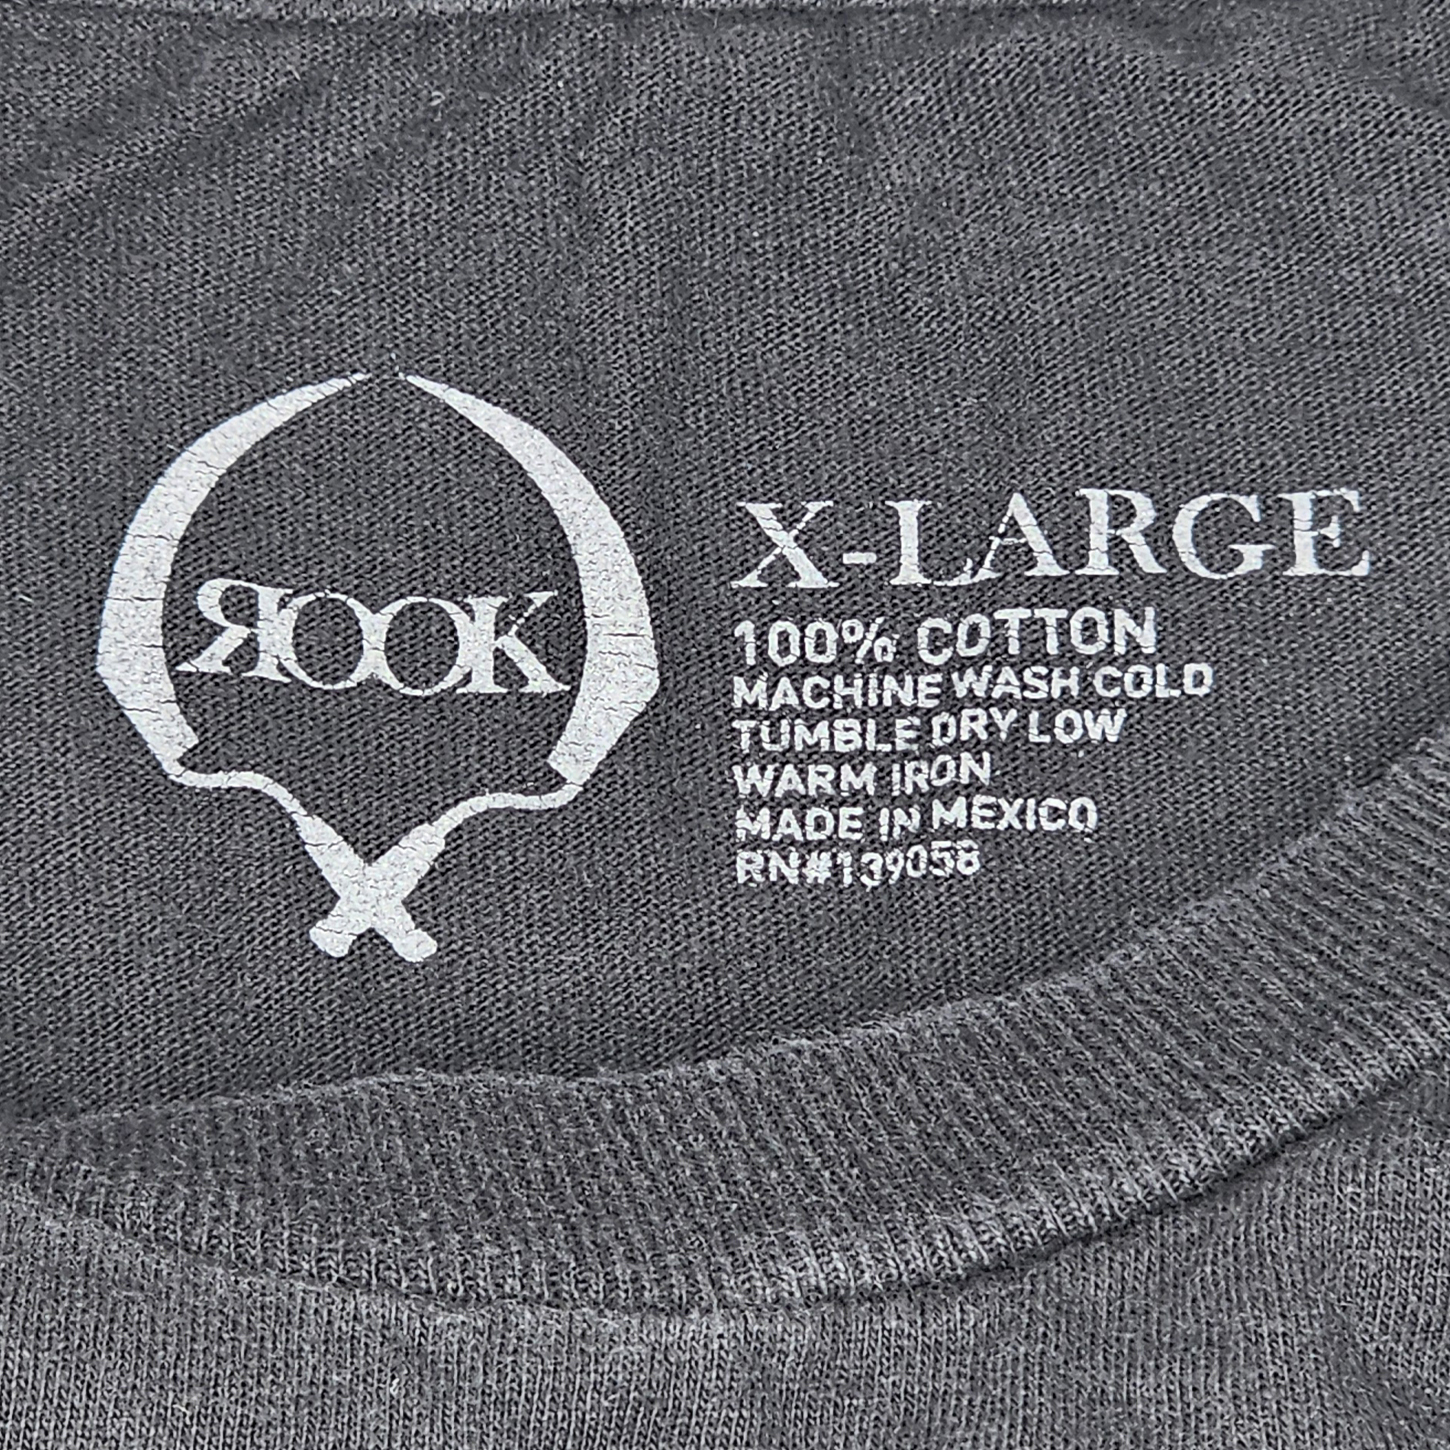 ROOK
X-LARGE
100% COTTON
MACHINE WASH COLD
TUMBLE DRY LOW
WARM IRON
MADE IN MEXICO
RN#139058